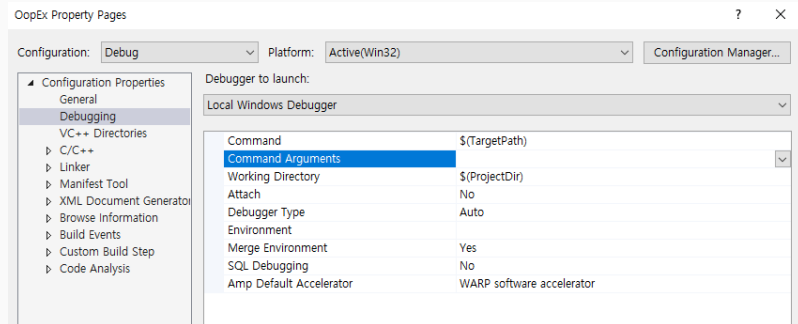 OopEx Property Pages ? ×
Configuration: Debug Platform: Active(Win32) Configuration Manager...
Configuration Properties
General
Debugging
VC++ Directories
C/C++
Linker
Manifest Tool
XML Document Generator
Browse Information
Build Events
Custom Build Step
Code Analysis
Debugger to launch:
Local Windows Debugger
Command $(TargetPath)
Command Arguments
Working Directory $(ProjectDir)
Attach No
Debugger Type Auto
Environment
Merge Environment Yes
SQL Debugging No
Amp Default Accelerator WARP software accelerator